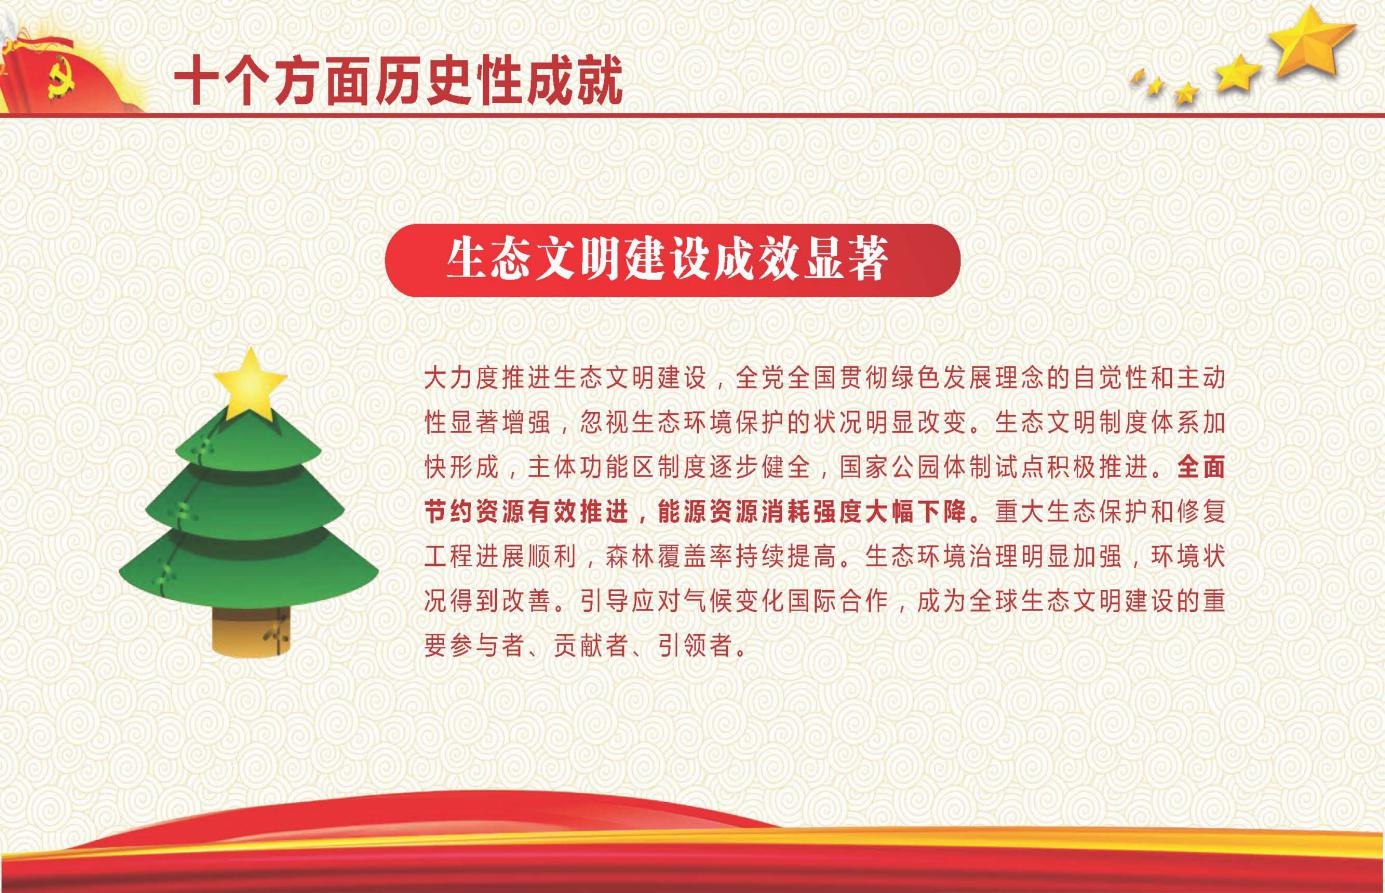 十个方面历史性成就
生态文明建设成效显著
大力度推进生态文明建设，全党全国贯彻绿色发展理念的自觉性和主动
性显著增强，忽视生态环境保护的状况明显改变。生态文明制度体系加
快形成，主体功能区制度逐步健全，国家公园体制试点积极推进。全面
节约资源有效推进，能源资源消耗强度大幅下降。重大生态保护和修复
工程进展顺利，森林覆盖率持续提高。生态环境治理明显加强，环境状
况得到改善。引导应对气候变化国际合作，成为全球生态文明建设的重
要参与者、贡献者、引领者。